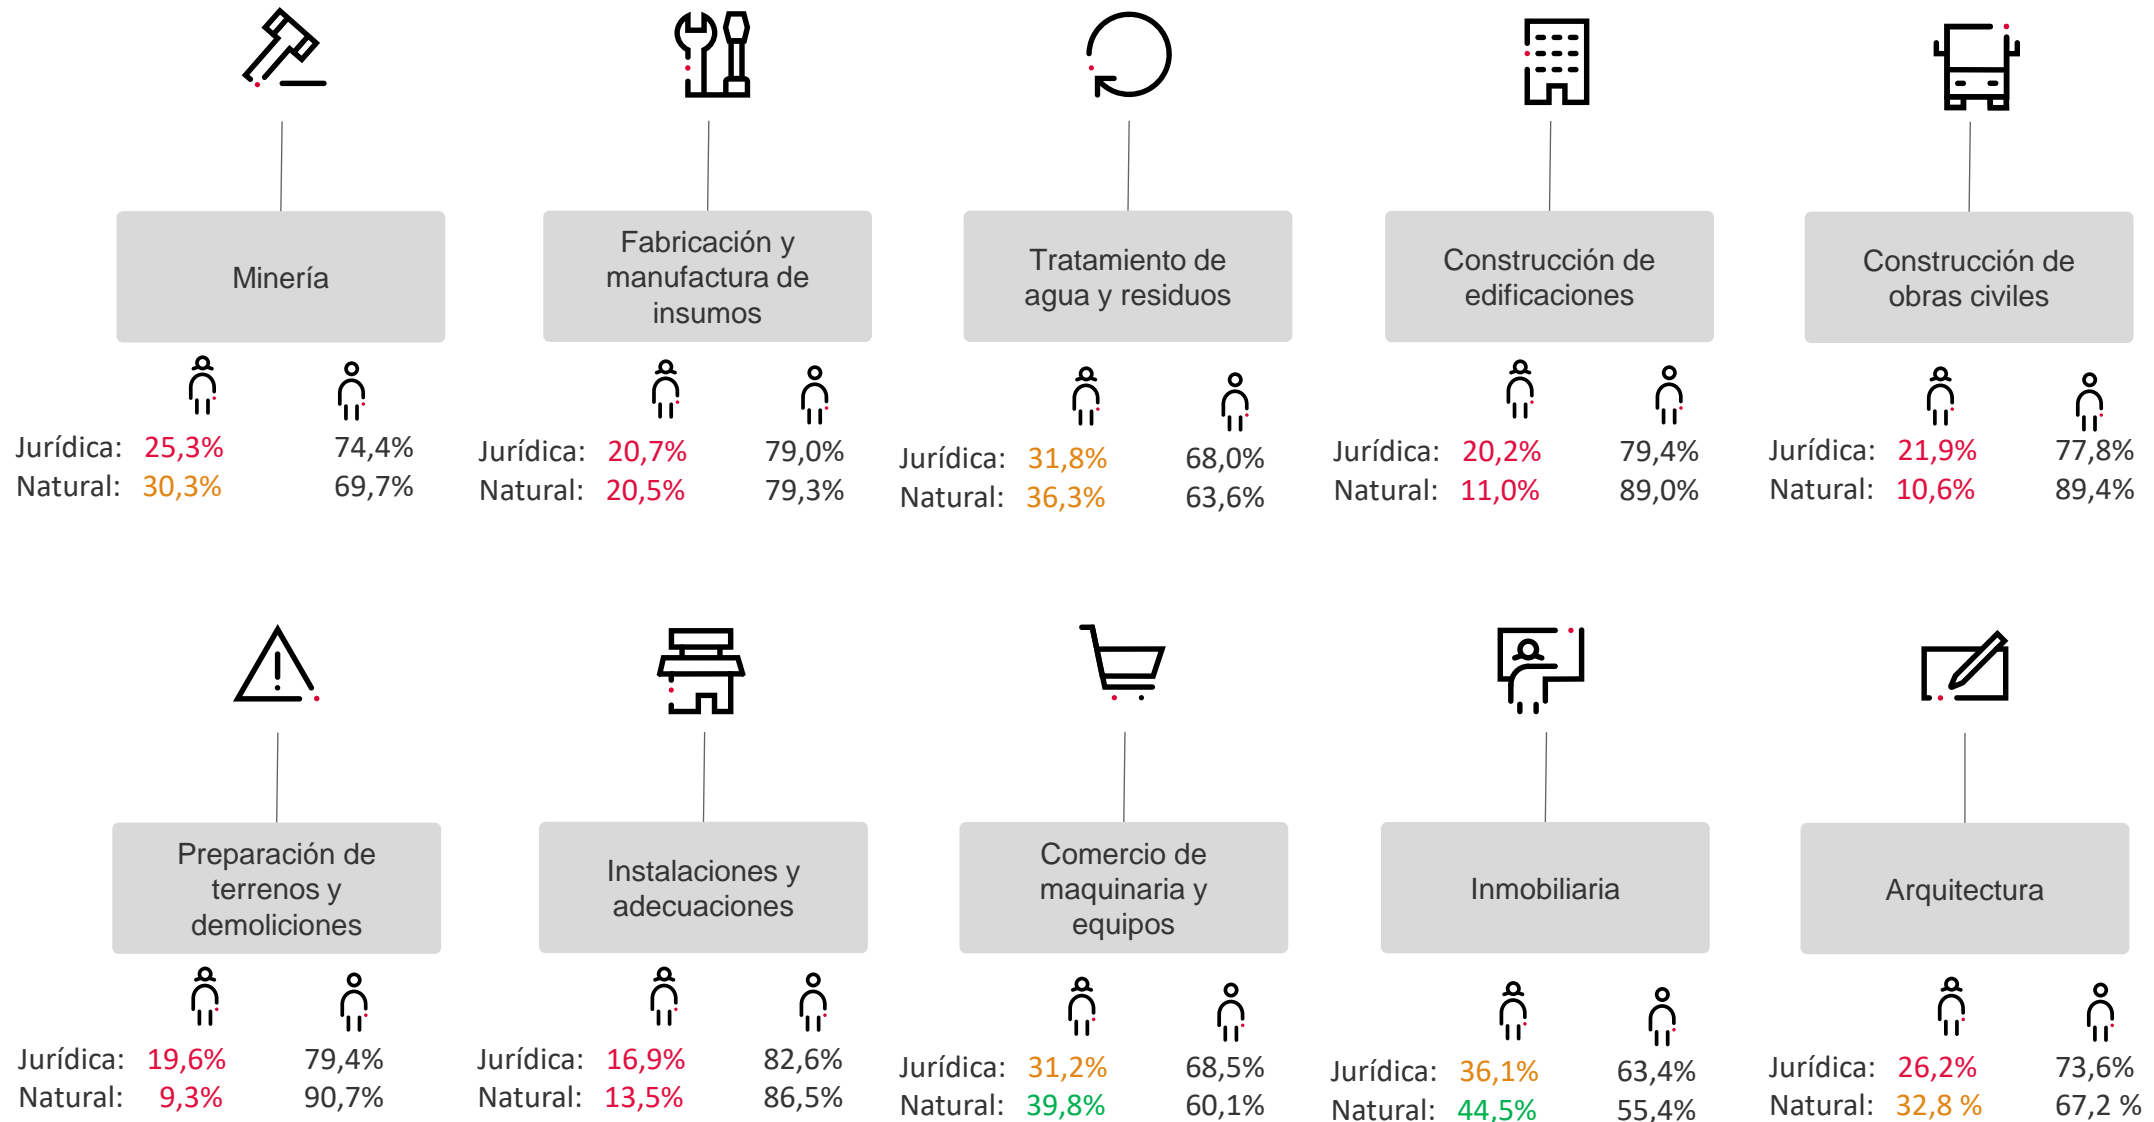 Minería
Fabricación y
manufactura de
insumos
Tratamiento de
agua y residuos
Construcción de
edificaciones
Construcción de
obras civiles
Jurídica: 25,3% 74,4%
Natural: 30,3% 69,7%
Jurídica: 20,7% 79,0%
Natural: 20,5% 79,3%
Jurídica: 31,8% 68,0%
Natural: 36,3% 63,6%
Jurídica: 20,2% 79,4%
Natural: 11,0% 89,0%
Jurídica: 21,9% 77,8%
Natural: 10,6% 89,4%
Preparación de
terrenos y
demoliciones
Instalaciones y
adecuaciones
Comercio de
maquinaria y
equipos
Inmobiliaria
Arquitectura
Jurídica: 19,6% 79,4%
Natural: 9,3% 90,7%
Jurídica: 16,9% 82,6%
Natural: 13,5% 86,5%
Jurídica: 31,2% 68,5%
Natural: 39,8% 60,1%
Jurídica: 36,1% 63,4%
Natural: 44,5% 55,4%
Jurídica: 26,2% 73,6%
Natural: 32,8 % 67,2 %